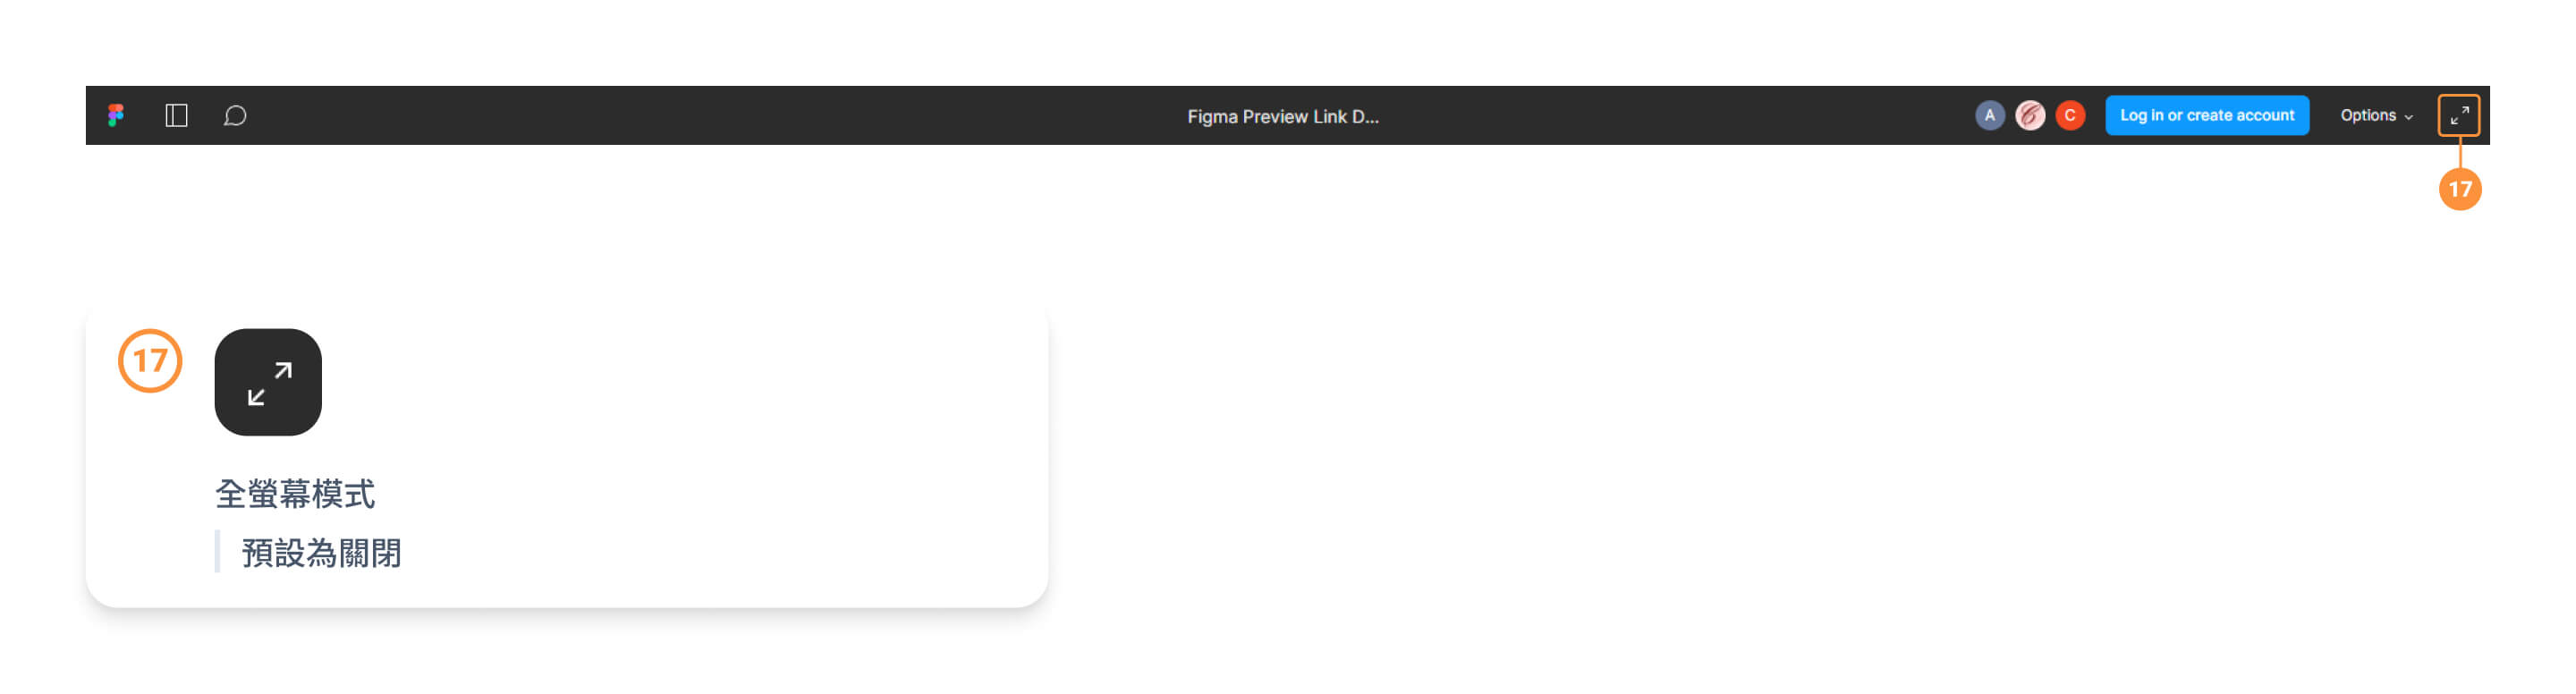 Figma Preview Link D...
A
C
Log in or create account
Options
17
17
全螢幕模式
預設為關閉